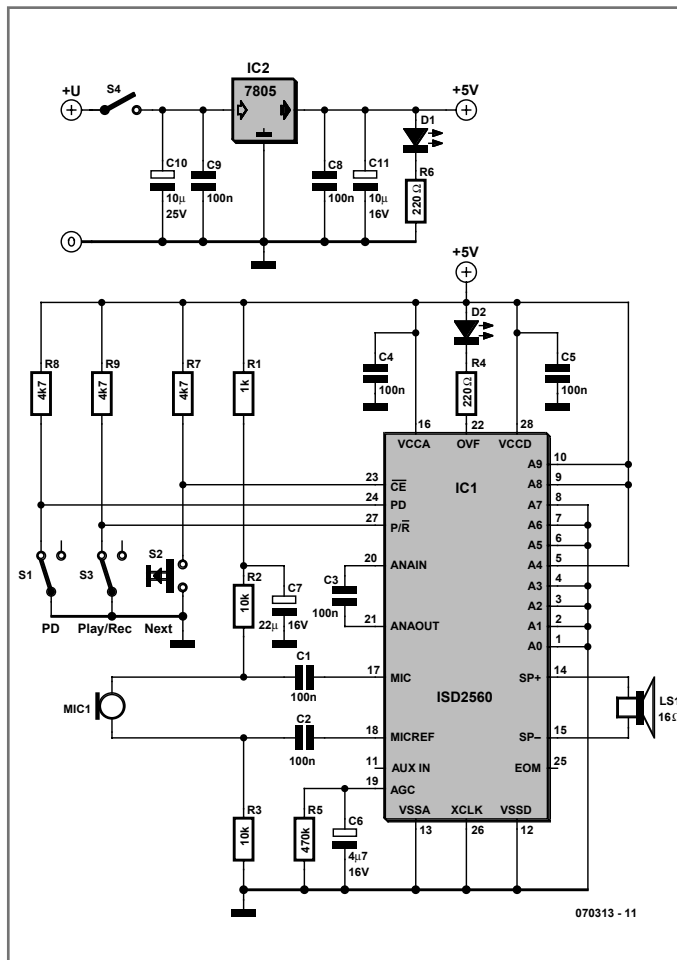 IC2
+U
S4
7805
+5V
D1
C10
10µ
25V
C9
100n
C8
100n
C11
10µ
16V
R6
220Ω
0
+5V
D2
R8
4k7
R9
4k7
R7
4k7
R1
1k
C4
100n
R4
220Ω
C5
100n
16
22
28
VCCA
OVF
VCCD
IC1
23
CE
24
PD
27
P/R
20
ANAIN
21
ANAOUT
17
MIC
18
MICREF
11
AUX IN
19
AGC
A9
10
A8
9
A7
8
A6
7
A5
6
A4
5
A3
4
A2
3
A1
2
A0
1
SP+
14
SP–
15
EOM
25
ISD2560
VSSA
XCLK
VSSD
13
26
12
S1
S3
S2
PD
Play/Rec
Next
R2
10k
C7
22µ
16V
C3
100n
C1
100n
C2
100n
MIC1
R3
10k
R5
470k
C6
4µ7
16V
LS1
16Ω
070313 - 11